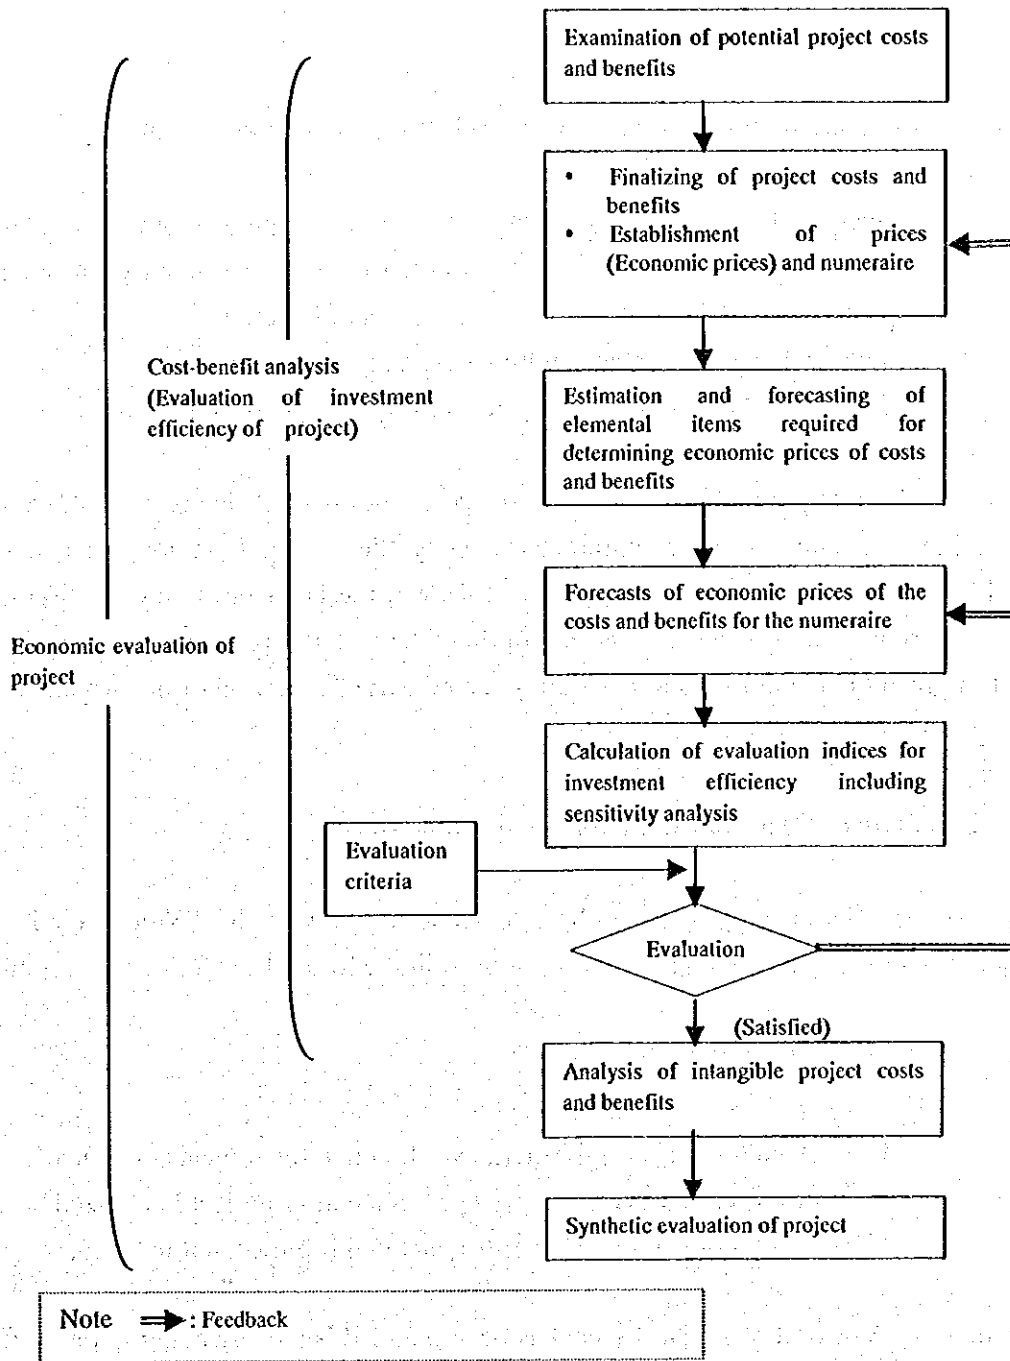 Examination of potential project costs
and benefits
• Finalizing of project costs and
benefits
• Establishment of prices
(Economic prices) and numeraire
Cost-benefit analysis
(Evaluation of investment
efficiency of project)
Estimation and forecasting of
elemental items required for
determining economic prices of costs
and benefits
Forecasts of economic prices of the
costs and benefits for the numeraire
Economic evaluation of
project
Calculation of evaluation indices for
investment efficiency including
sensitivity analysis
Evaluation
criteria
Evaluation
(Satisfied)
Analysis of intangible project costs
and benefits
Synthetic evaluation of project
Note ⇒ : Feedback